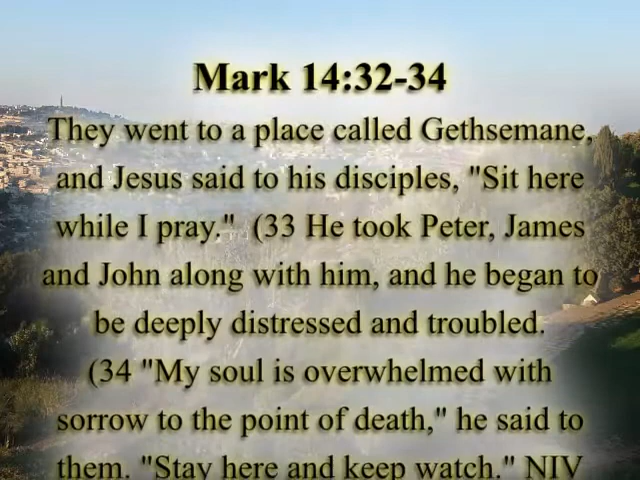 Mark 14:32-34
They went to a place called Gethsemane,
and Jesus said to his disciples, "Sit here
while I pray."  (33 He took Peter, James
and John along with him, and he began to
be deeply distressed and troubled.
(34 "My soul is overwhelmed with
sorrow to the point of death," he said to
them. "Stay here and keep watch." NIV